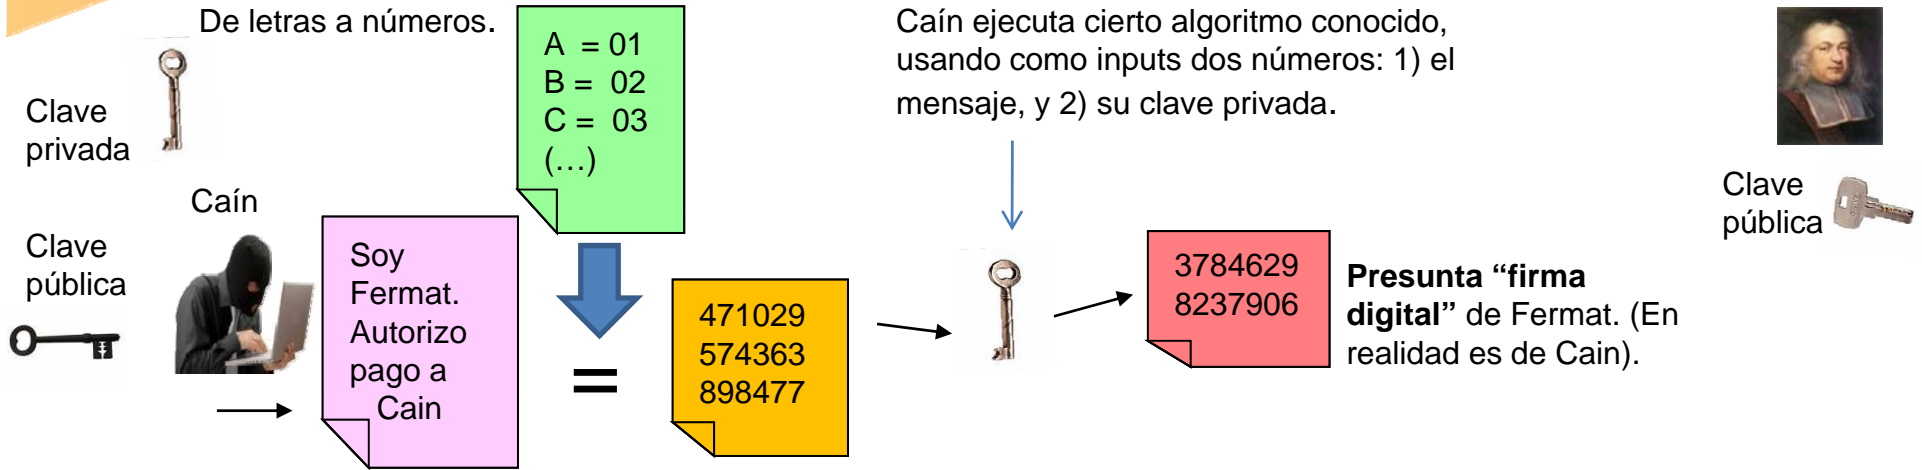 De letras a números.
Clave
privada
Clave
pública
Caín
Soy
Fermat.
Autorizo
pago a
Cain
A = 01
B = 02
C = 03
(…)
=
471029
574363
898477
Caín ejecuta cierto algoritmo conocido,
usando como inputs dos números: 1) el
mensaje, y 2) su clave privada.
3784629
8237906
Presunta “firma
digital” de Fermat. (En
realidad es de Cain).
Clave
pública